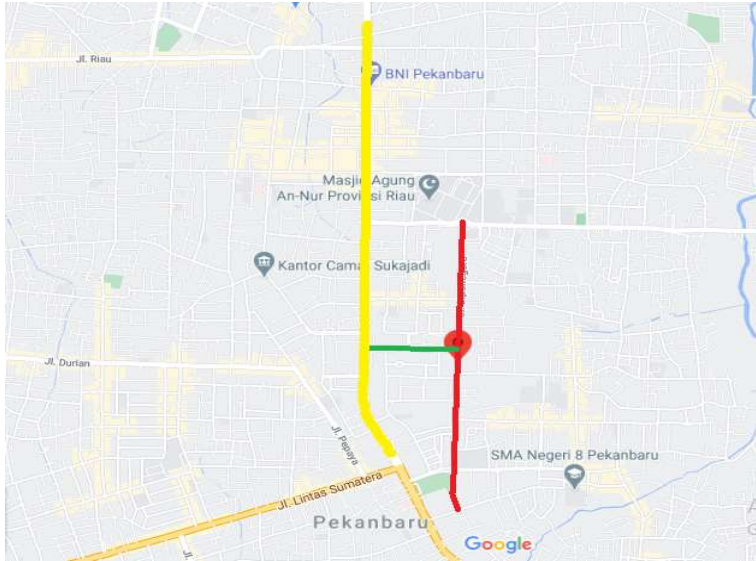 Jl. Riau
BNI Pekanbaru
Masjid Agung
An-Nur Provinsi Riau
Kantor Camat Sukajadi
Jl. Durian
Jl. Pepaya
SMA Negeri 8 Pekanbaru
Jl. Lintas Sumatera
Pekanbaru
Google